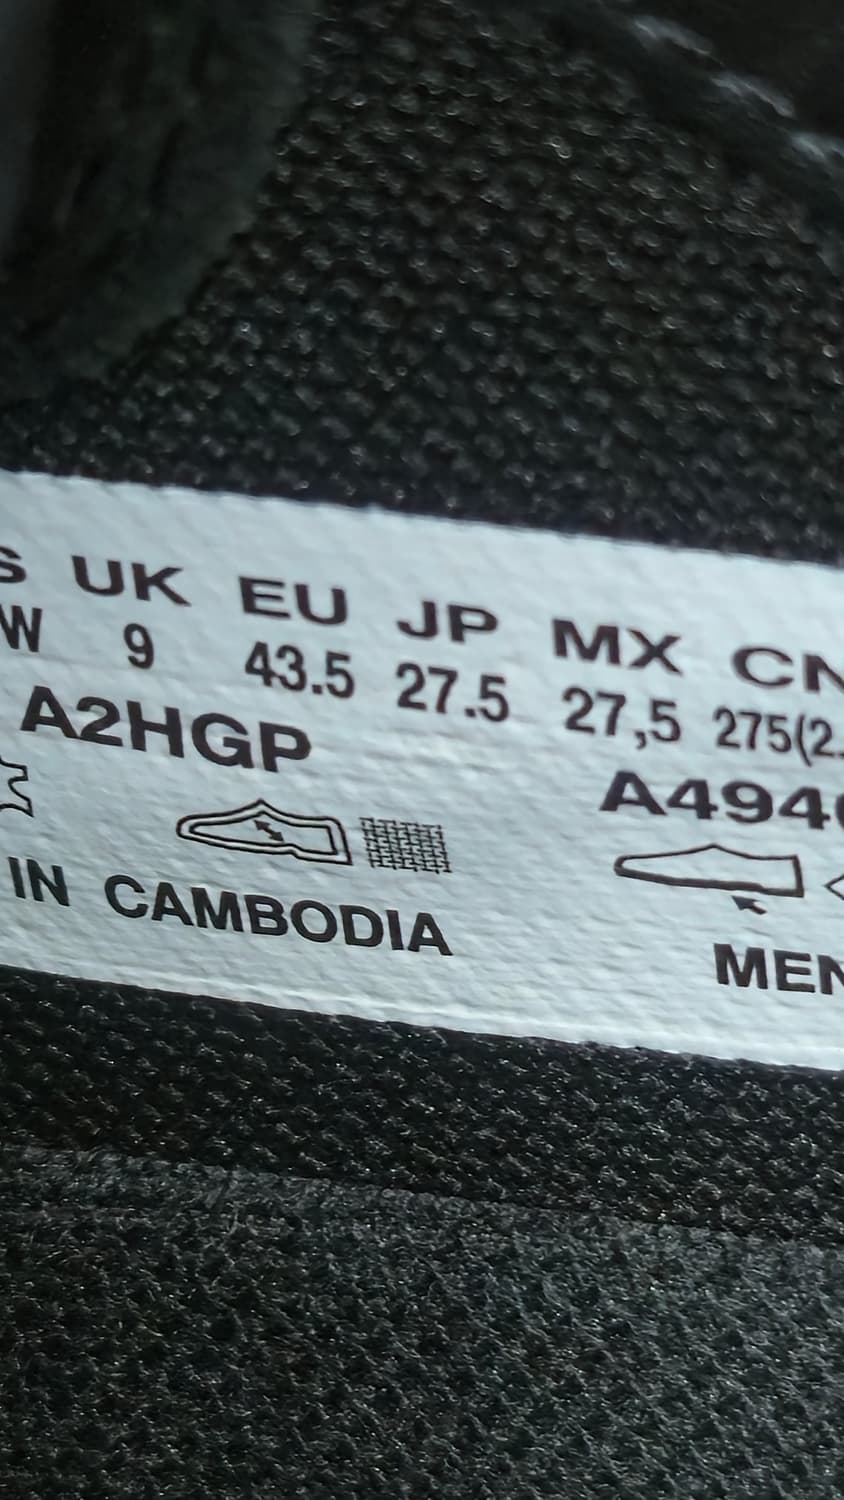 S UK EU JP MX CN
W 9 43.5 27.5 27,5 275(2.
A2HGP A494
IN CAMBODIA MEN